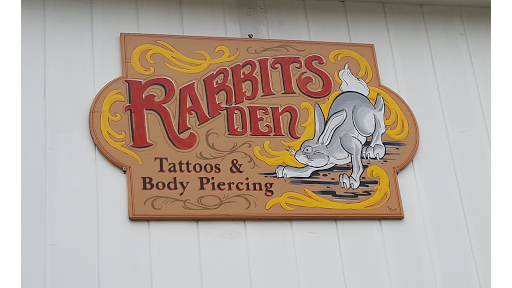 RABBITS
DEN
Tattoos &
Body Piercing